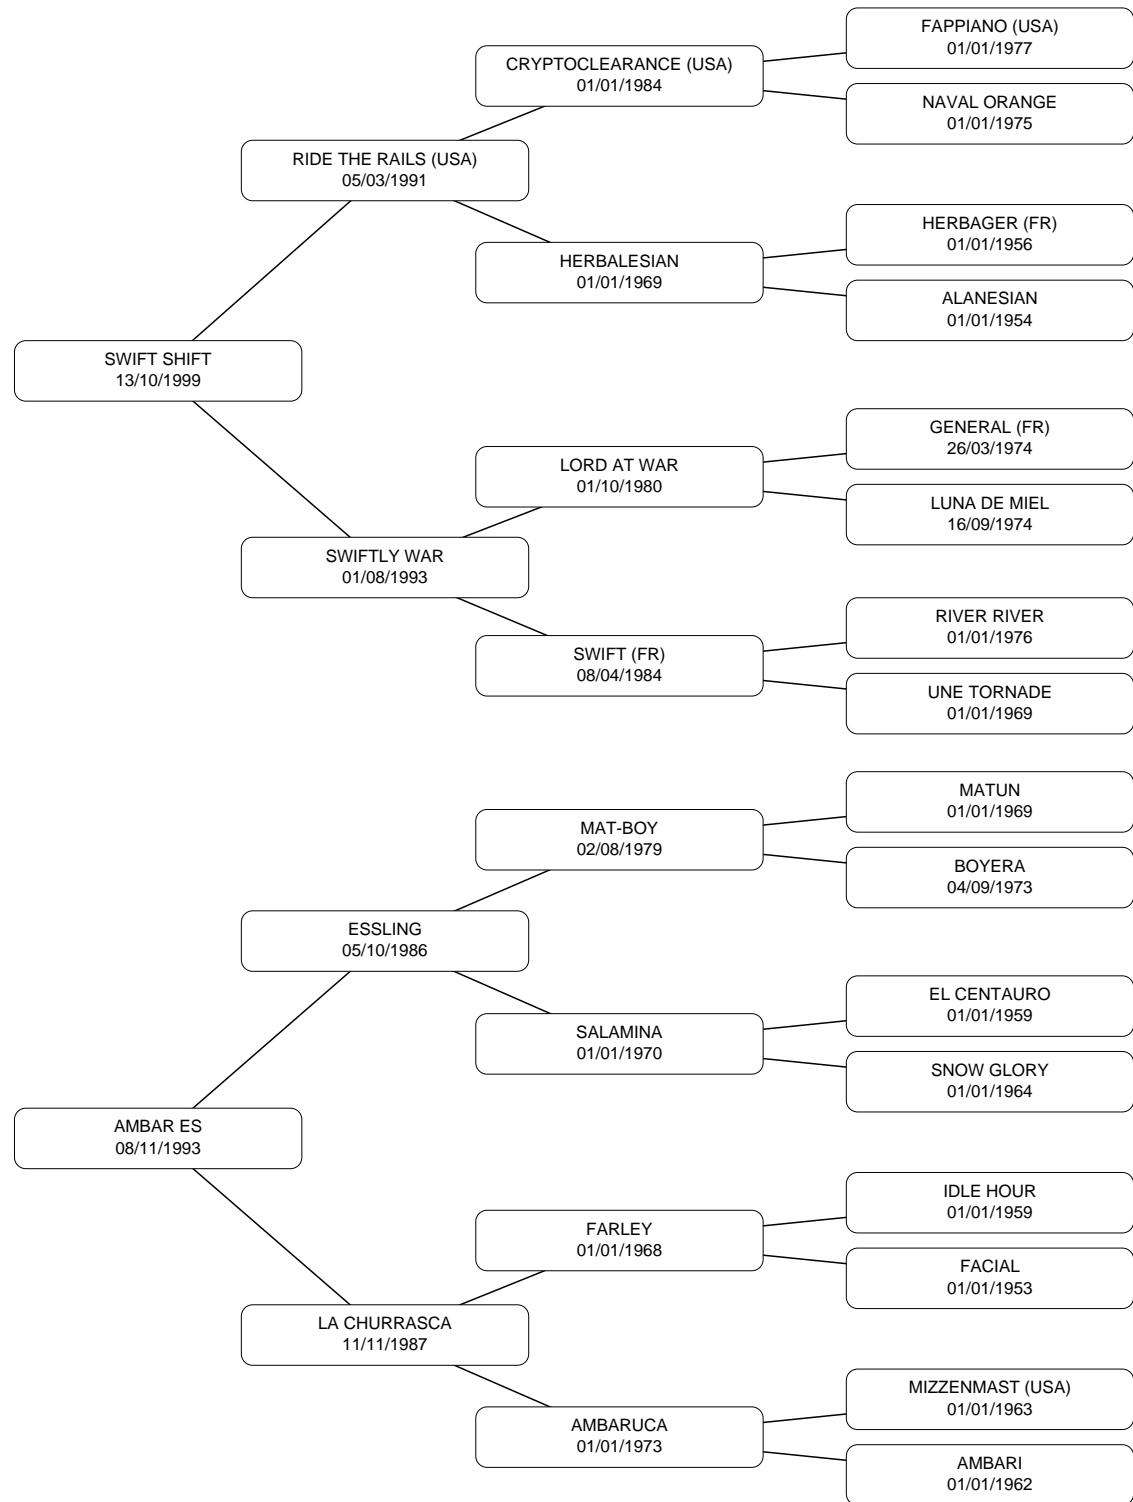 FAPPIANO (USA)
01/01/1977
CRYPTOCLEARANCE (USA)
01/01/1984
NAVAL ORANGE
01/01/1975
RIDE THE RAILS (USA)
05/03/1991
HERBAGER (FR)
01/01/1956
HERBALESIAN
01/01/1969
ALANESIAN
01/01/1954
SWIFT SHIFT
13/10/1999
GENERAL (FR)
26/03/1974
LORD AT WAR
01/10/1980
LUNA DE MIEL
16/09/1974
SWIFTLY WAR
01/08/1993
RIVER RIVER
01/01/1976
SWIFT (FR)
08/04/1984
UNE TORNADE
01/01/1969
MATUN
01/01/1969
MAT-BOY
02/08/1979
BOYERA
04/09/1973
ESSLING
05/10/1986
EL CENTAURO
01/01/1959
SALAMINA
01/01/1970
SNOW GLORY
01/01/1964
AMBAR ES
08/11/1993
IDLE HOUR
01/01/1959
FARLEY
01/01/1968
FACIAL
01/01/1953
LA CHURRASCA
11/11/1987
MIZZENMAST (USA)
01/01/1963
AMBARUCA
01/01/1973
AMBARI
01/01/1962